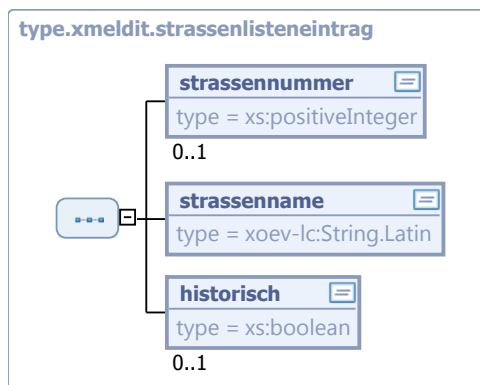 type.xmeldit.strassenlisteneintrag
strassennummer
type = xs:positiveInteger
0..1
strassenname
type = xoev-lc:String.Latin
historisch
type = xs:boolean
0..1